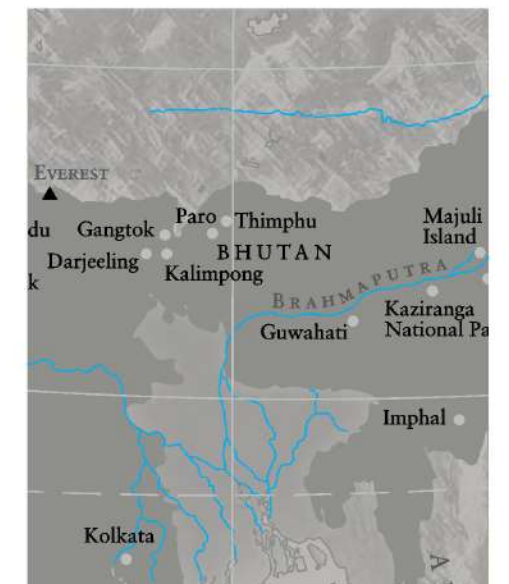 EVEREST
Paro
Thimphu
Majuli
Island
du
Gangtok
BHUTAN
Darjeeling
Kalimpong
k
BRAHMAPUTRA
Kaziranga
National Pa
Guwahati
Imphal
Kolkata
A